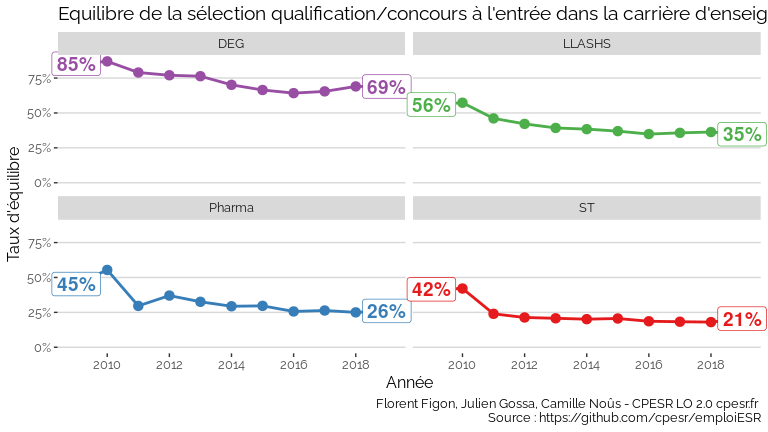 Equilibre de la sélection qualification/concours à l'entrée dans la carrière d'enseig
DEG
LLASHS
85%
69%
56%
35%
75%
50%
25%
0%
Taux d'équilibre
Pharma
ST
45%
26%
42%
21%
75%
50%
25%
0%
2010 2012 2014 2016 2018
2010 2012 2014 2016 2018
Année
Florent Figon, Julien Gossa, Camille Noûs - CPESR LO 2.0 cpesr.fr
Source : https://github.com/cpesr/emploiESR